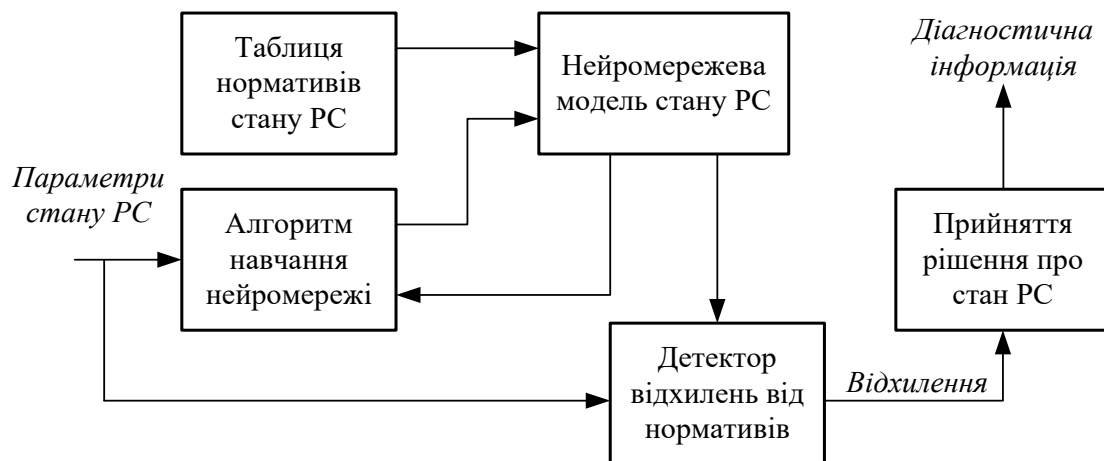 Таблиця
нормативів
стану РС
Нейромережева
модель стану РС
Діагностична
інформація
Параметри
стану РС
Алгоритм
навчання
нейромережі
Прийняття
рішення про
стан РС
Детектор
відхилень від
нормативів
Відхилення